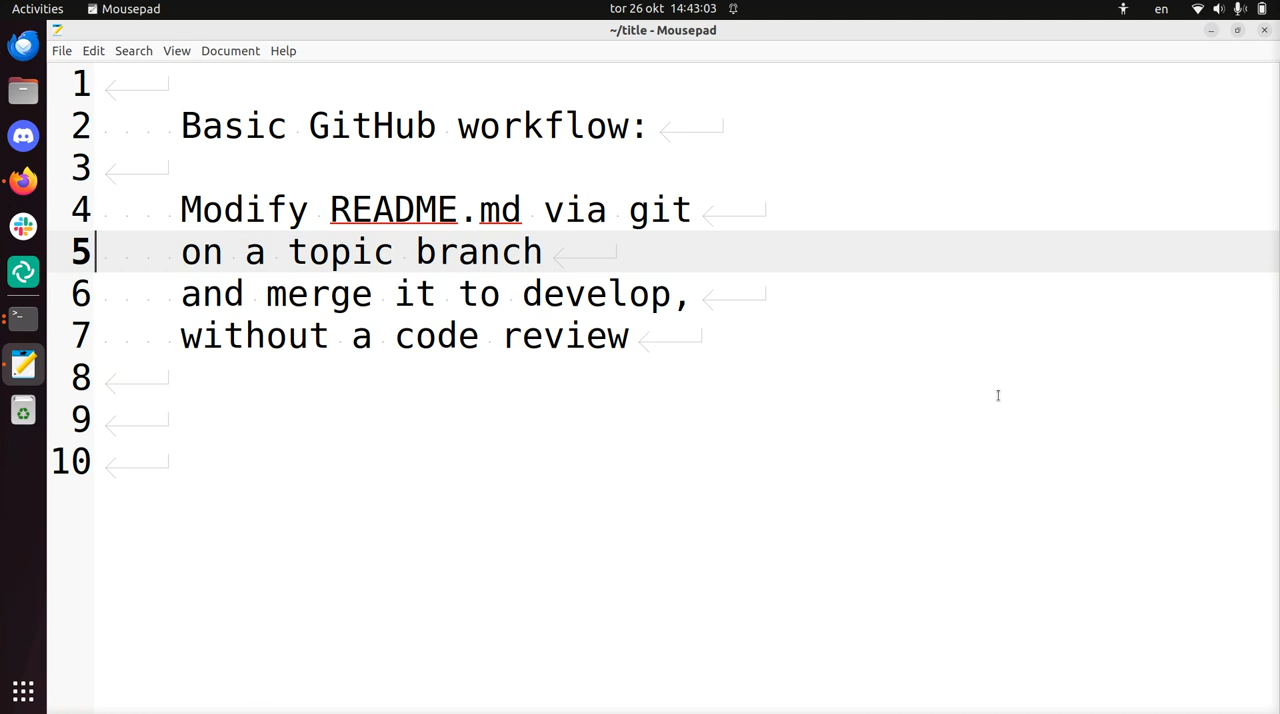 Activities Mousepad tor 26 okt 14:43:03 en
~/title - Mousepad
File Edit Search View Document Help
1
2 Basic GitHub workflow:
3
4 Modify README.md via git
5 on a topic branch
6 and merge it to develop,
7 without a code review
8
9
10